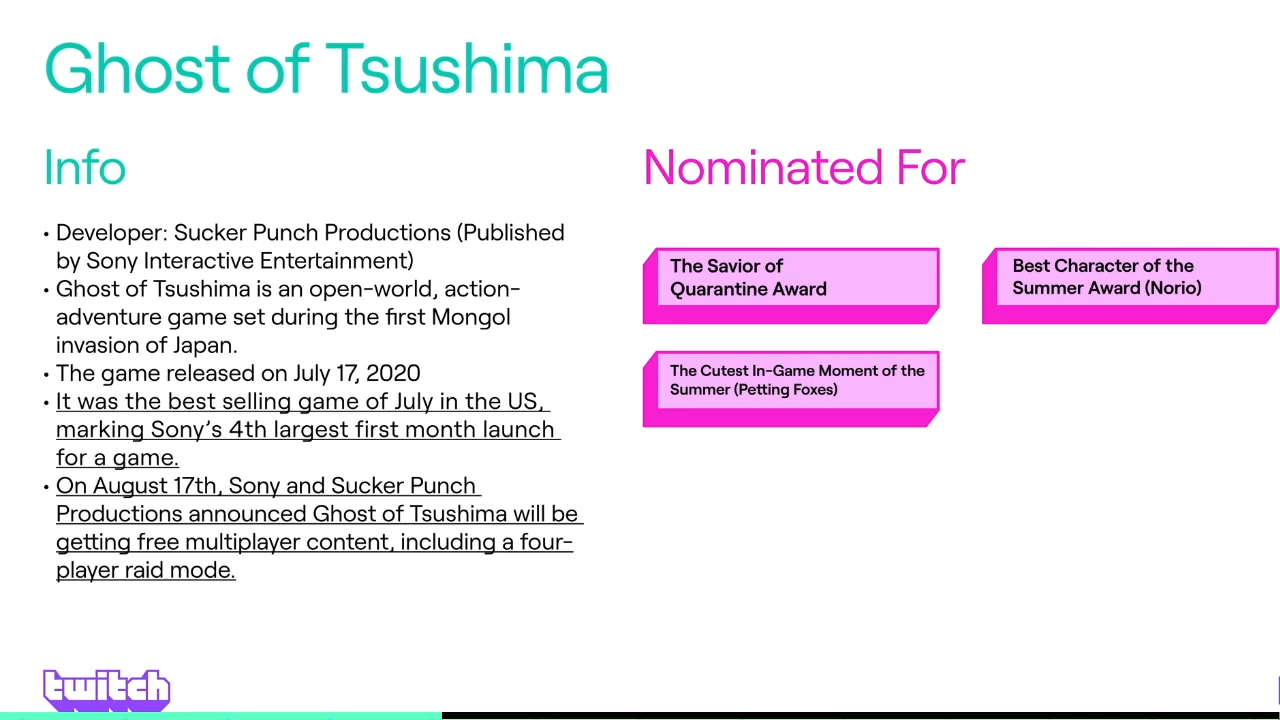 Ghost of Tsushima
Info
• Developer: Sucker Punch Productions (Published
by Sony Interactive Entertainment)
• Ghost of Tsushima is an open-world, action-
adventure game set during the first Mongol
invasion of Japan.
• The game released on July 17, 2020
• It was the best selling game of July in the US,
marking Sony’s 4th largest first month launch
for a game.
• On August 17th, Sony and Sucker Punch
Productions announced Ghost of Tsushima will be
getting free multiplayer content, including a four-
player raid mode.
Nominated For
The Savior of
Quarantine Award
Best Character of the
Summer Award (Norio)
The Cutest In-Game Moment of the
Summer (Petting Foxes)
twitch